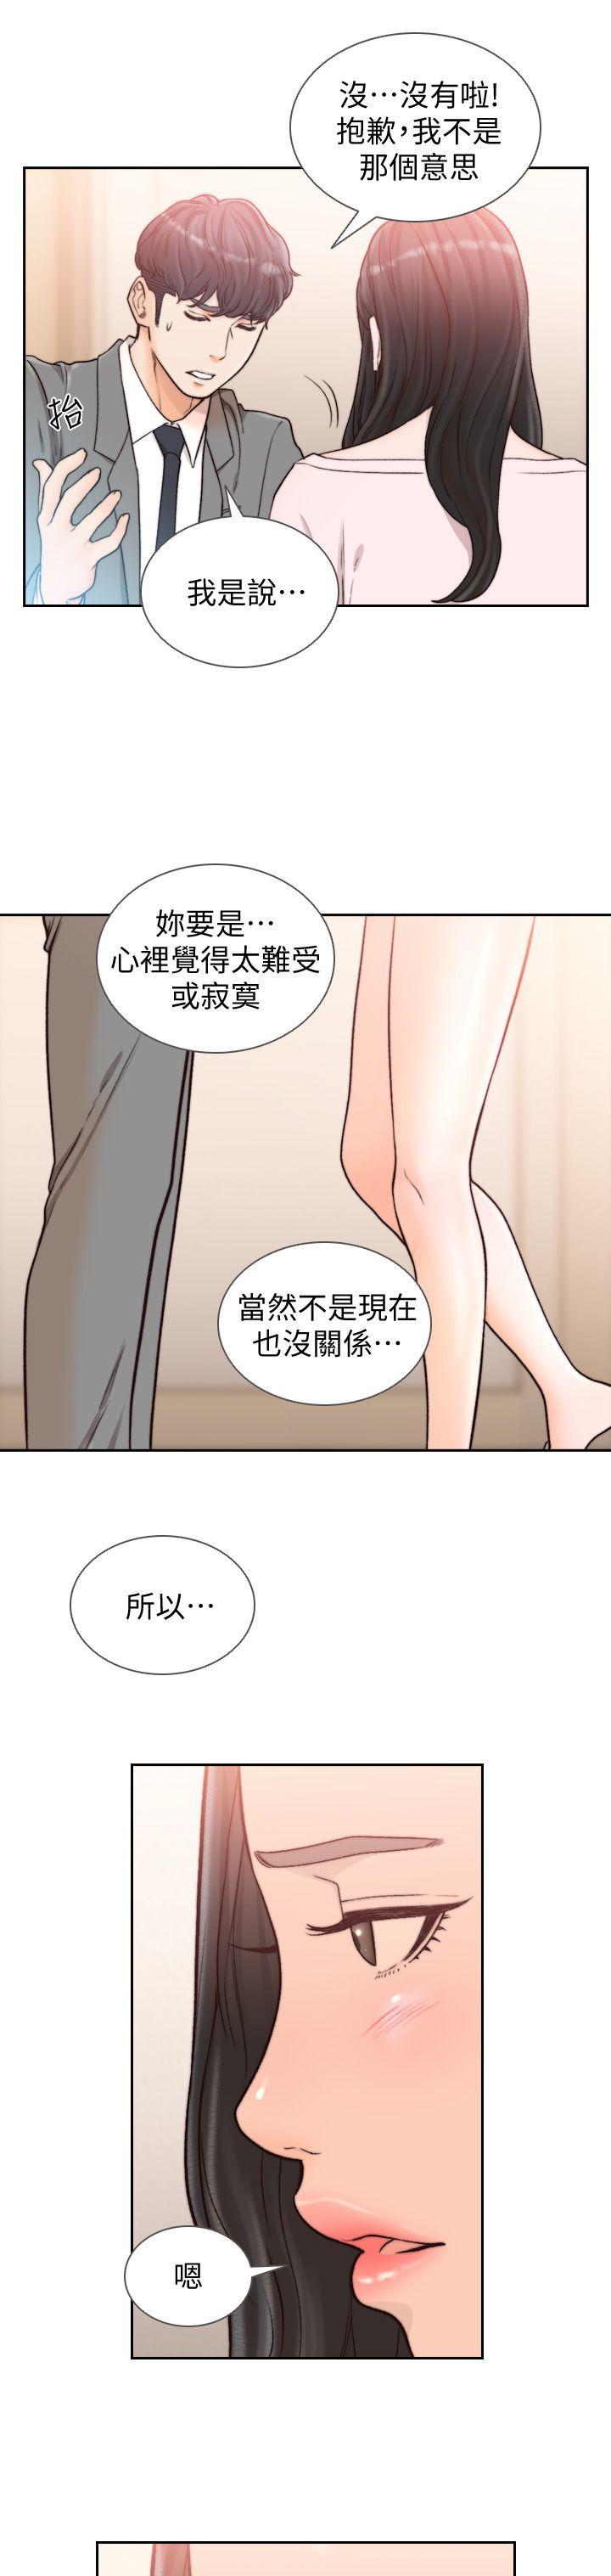 沒⋯沒有啦!
抱歉,我不是
那個意思
抬
我是說⋯
妳要是⋯
心裡覺得太難受
或寂寞
當然不是現在
也沒關係⋯
所以⋯
嗯